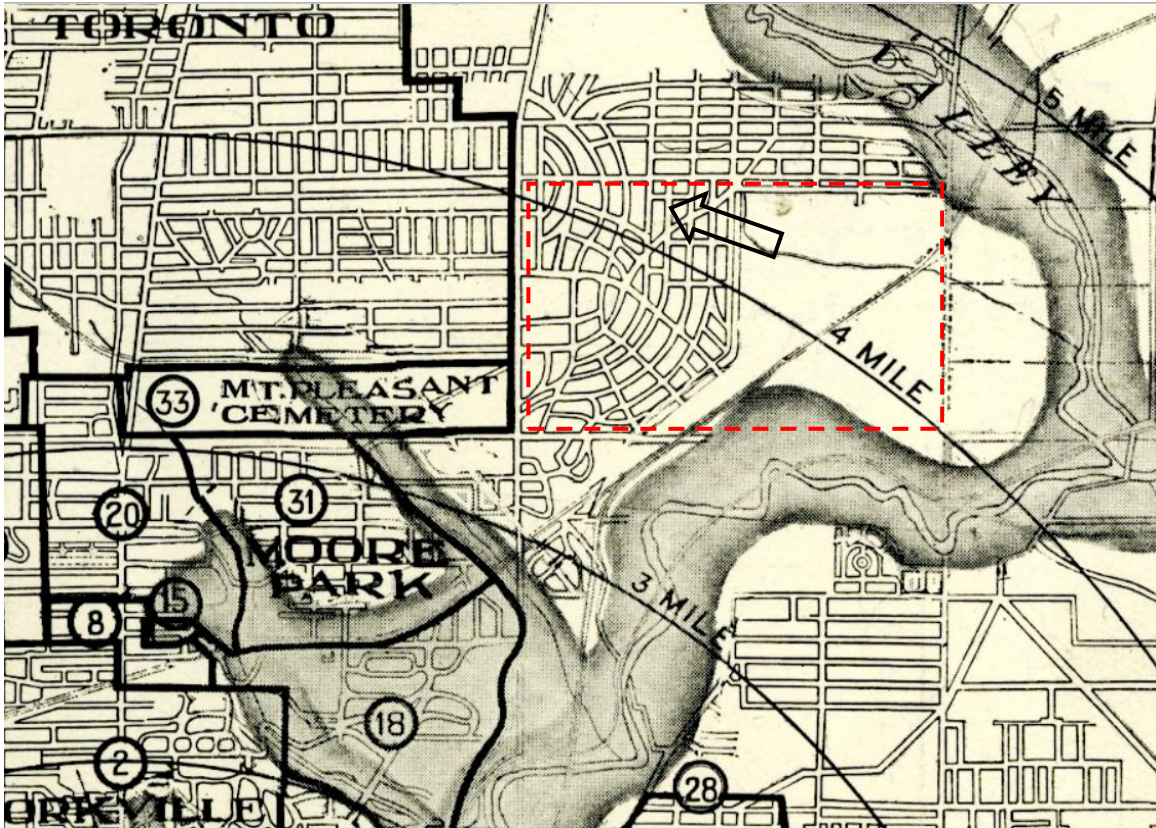 TORONTO
VALLEY
5 MILE
4 MILE
33
MT. PLEASANT
CEMETERY
20
31
MOORE
PARK
15
8
3 MILE
18
2
28
ORKVILLE